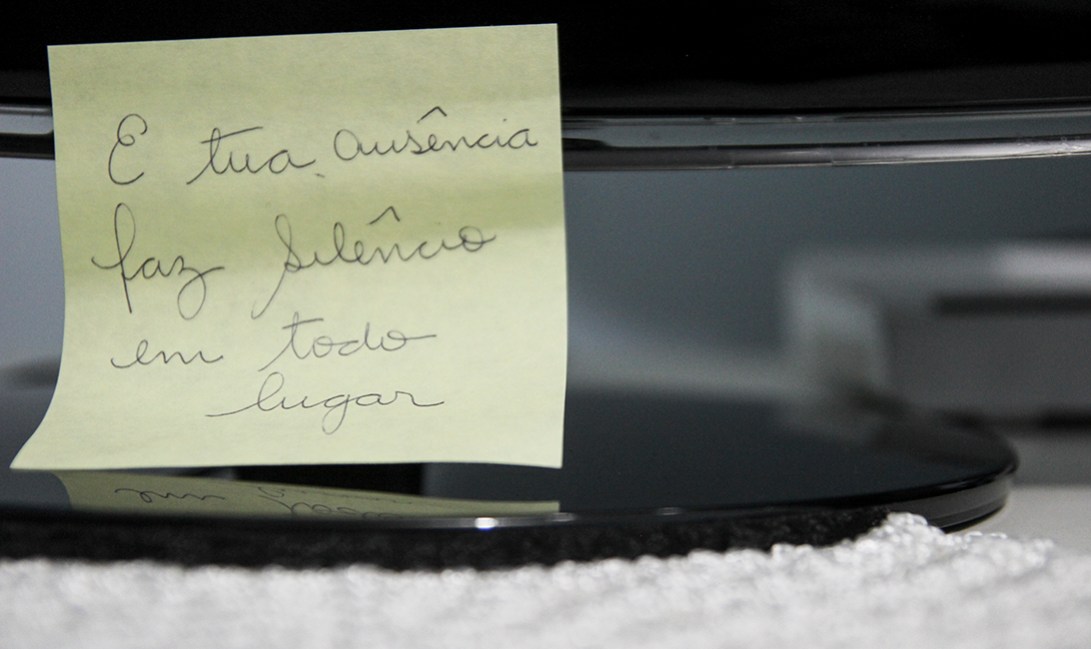 E tua ausência
faz silêncio
em todo
lugar